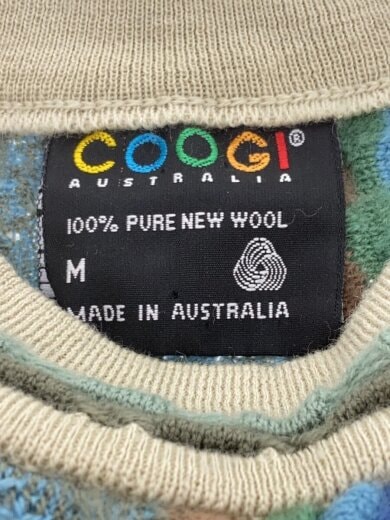 COOGI®
AUSTRALIA
100% PURE NEW WOOL
M
MADE IN AUSTRALIA